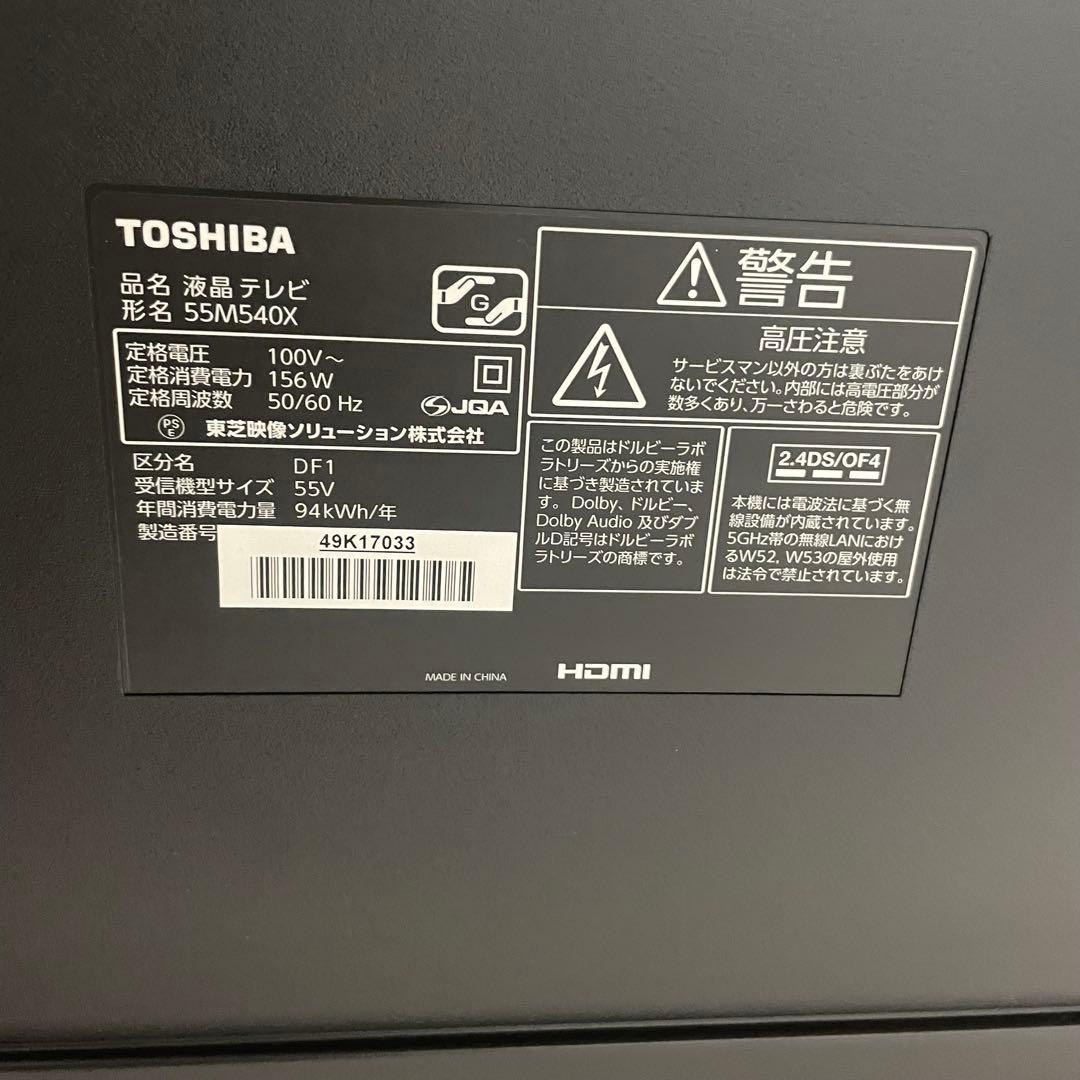 TOSHIBA
品名 液晶テレビ
形名 55M540X
G
定格電圧 100V～
定格消費電力 156W
定格周波数 50/60 Hz
JQA
PS
E
東芝映像ソリューション株式会社
区分名 DF1
受信機型サイズ 55V
年間消費電力量 94kWh/年
製造番号
49K17033
警告
高圧注意
サービスマン以外の方は裏ぶたをあけ
ないでください。内部には高電圧部分が
数多くあり、万一さわると危険です。
この製品はドルビーラボ
ラトリーズからの実施権
に基づき製造されていま
す。Dolby、ドルビー、
Dolby Audio 及びダブ
ルD記号はドルビーラボ
ラトリーズの商標です。
2.4DS/OF4
本機には電波法に基づく無
線設備が内蔵されています。
5GHz帯の無線LANにおけ
るW52, W53の屋外使用
は法令で禁止されています。
MADE IN CHINA
HDMI